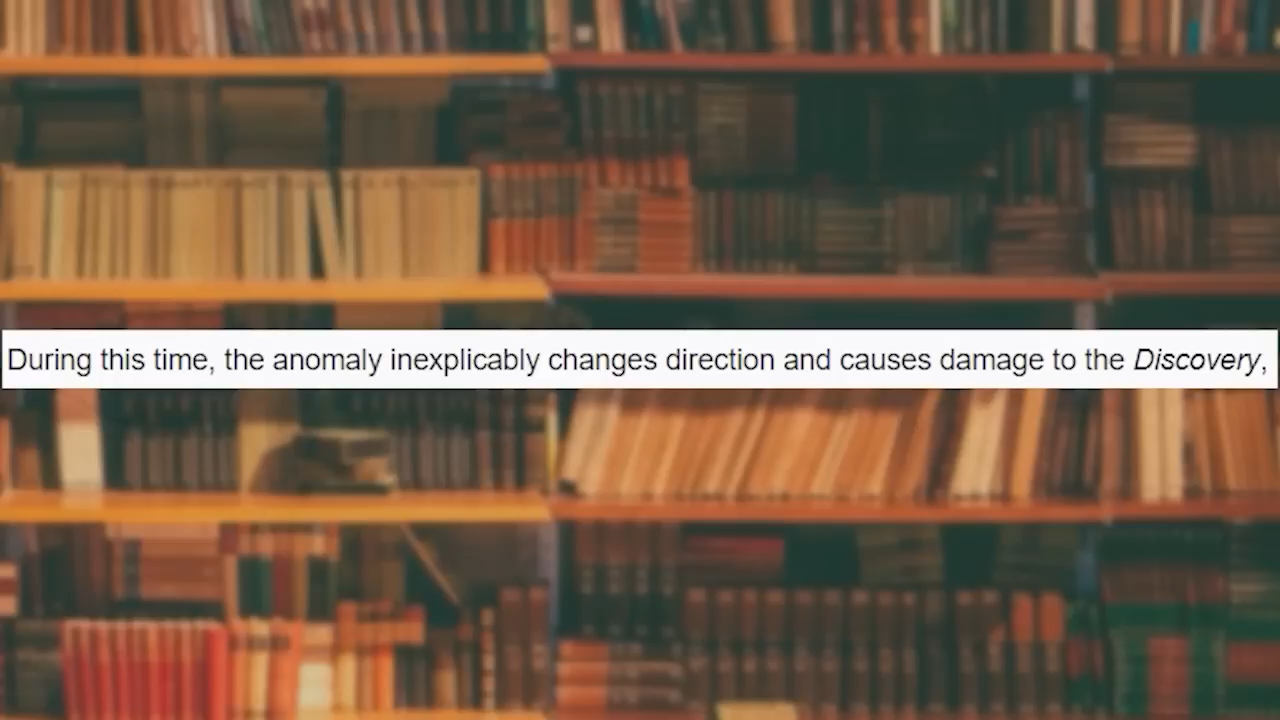 During this time, the anomaly inexplicably changes direction and causes damage to the Discovery,